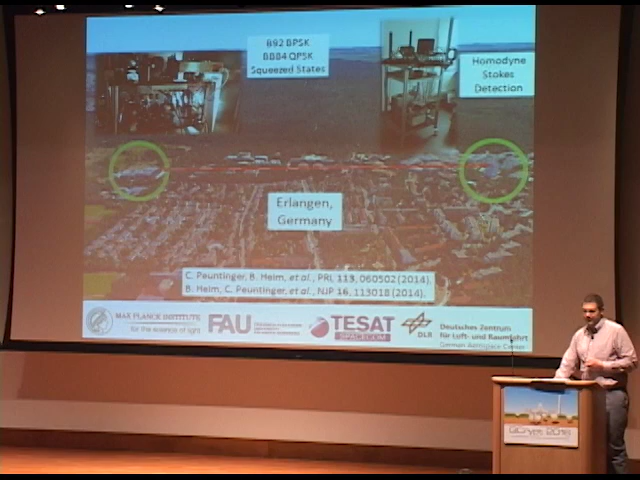 B92 BPSK
BB84 QPSK
Squeezed States
Homodyne
Stokes
Detection
Erlangen,
Germany
C. Peuntinger, B. Heim, et al., PRL 113, 060502 (2014).
B. Heim, C. Peuntinger, et al., NJP 16, 113018 (2014).
MAX PLANCK INSTITUTE
for the science of light
FAU
TESAT
SPACECOM
DLR
Deutsches Zentrum
für Luft- und Raumfahrt
German Aerospace Center